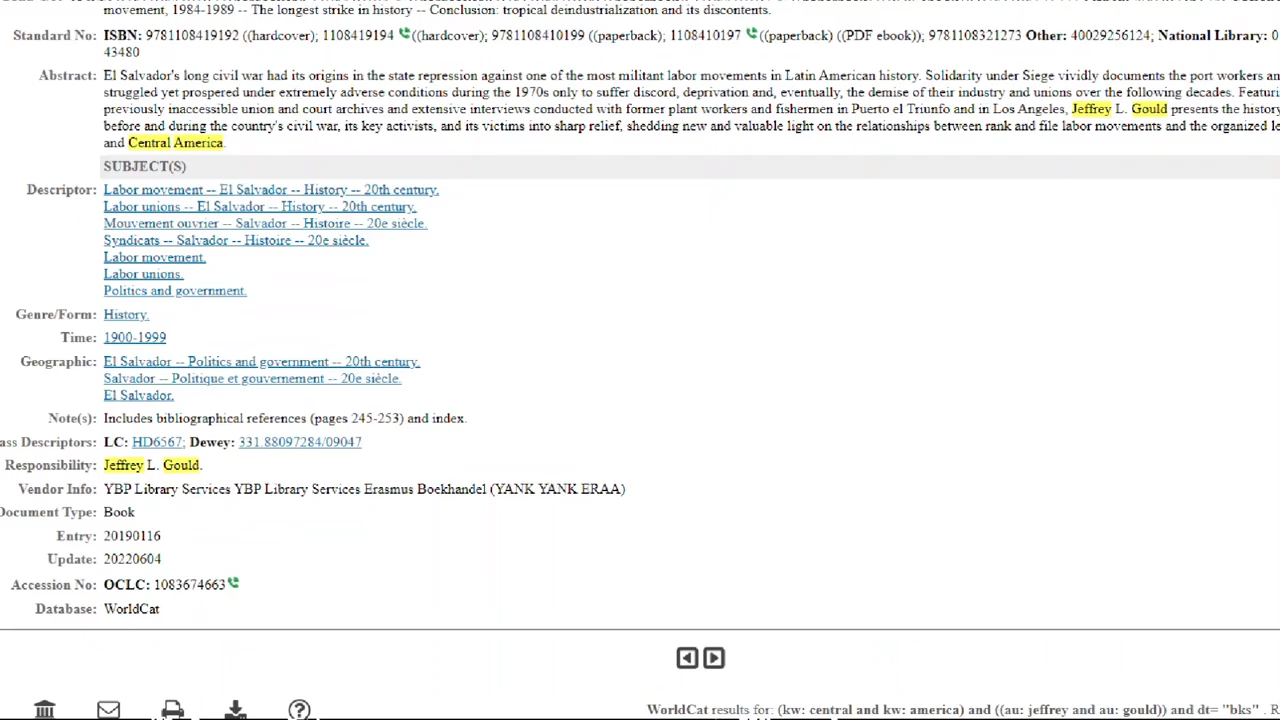 movement, 1984-1989 -- The longest strike in history -- Conclusion: tropical deindustrialization and its discontents.
Standard No: ISBN: 9781108419192 ((hardcover); 1108419194 ((hardcover); 9781108410199 ((paperback); 1108410197 ((paperback) ((PDF ebook)); 9781108321273 Other: 40029256124; National Library: 0
43480
Abstract: El Salvador's long civil war had its origins in the state repression against one of the most militant labor movements in Latin American history. Solidarity under Siege vividly documents the port workers an
struggled yet prospered under extremely adverse conditions during the 1970s only to suffer discord, deprivation and, eventually, the demise of their industry and unions over the following decades. Featuri
previously inaccessible union and court archives and extensive interviews conducted with former plant workers and fishermen in Puerto el Triunfo and in Los Angeles, Jeffrey L. Gould presents the histor
before and during the country's civil war, its key activists, and its victims into sharp relief, shedding new and valuable light on the relationships between rank and file labor movements and the organized le
and Central America.
SUBJECT(S)
Descriptor: Labor movement -- El Salvador -- History -- 20th century.
Labor unions -- El Salvador -- History -- 20th century.
Mouvement ouvrier -- Salvador -- Histoire -- 20e siècle.
Syndicats -- Salvador -- Histoire -- 20e siècle.
Labor movement.
Labor unions.
Politics and government.
Genre/Form: History.
Time: 1900-1999
Geographic: El Salvador -- Politics and government -- 20th century.
Salvador -- Politique et gouvernement -- 20e siècle.
El Salvador.
Note(s): Includes bibliographical references (pages 245-253) and index.
ass Descriptors: LC: HD6567; Dewey: 331.88097284/09047
Responsibility: Jeffrey L. Gould.
Vendor Info: YBP Library Services YBP Library Services Erasmus Boekhandel (YANK YANK ERAA)
Document Type: Book
Entry: 20190116
Update: 20220604
Accession No: OCLC: 1083674663
Database: WorldCat
WorldCat results for: (kw: central and kw: america) and ((au: jeffrey and au: gould)) and dt= "bks" . R